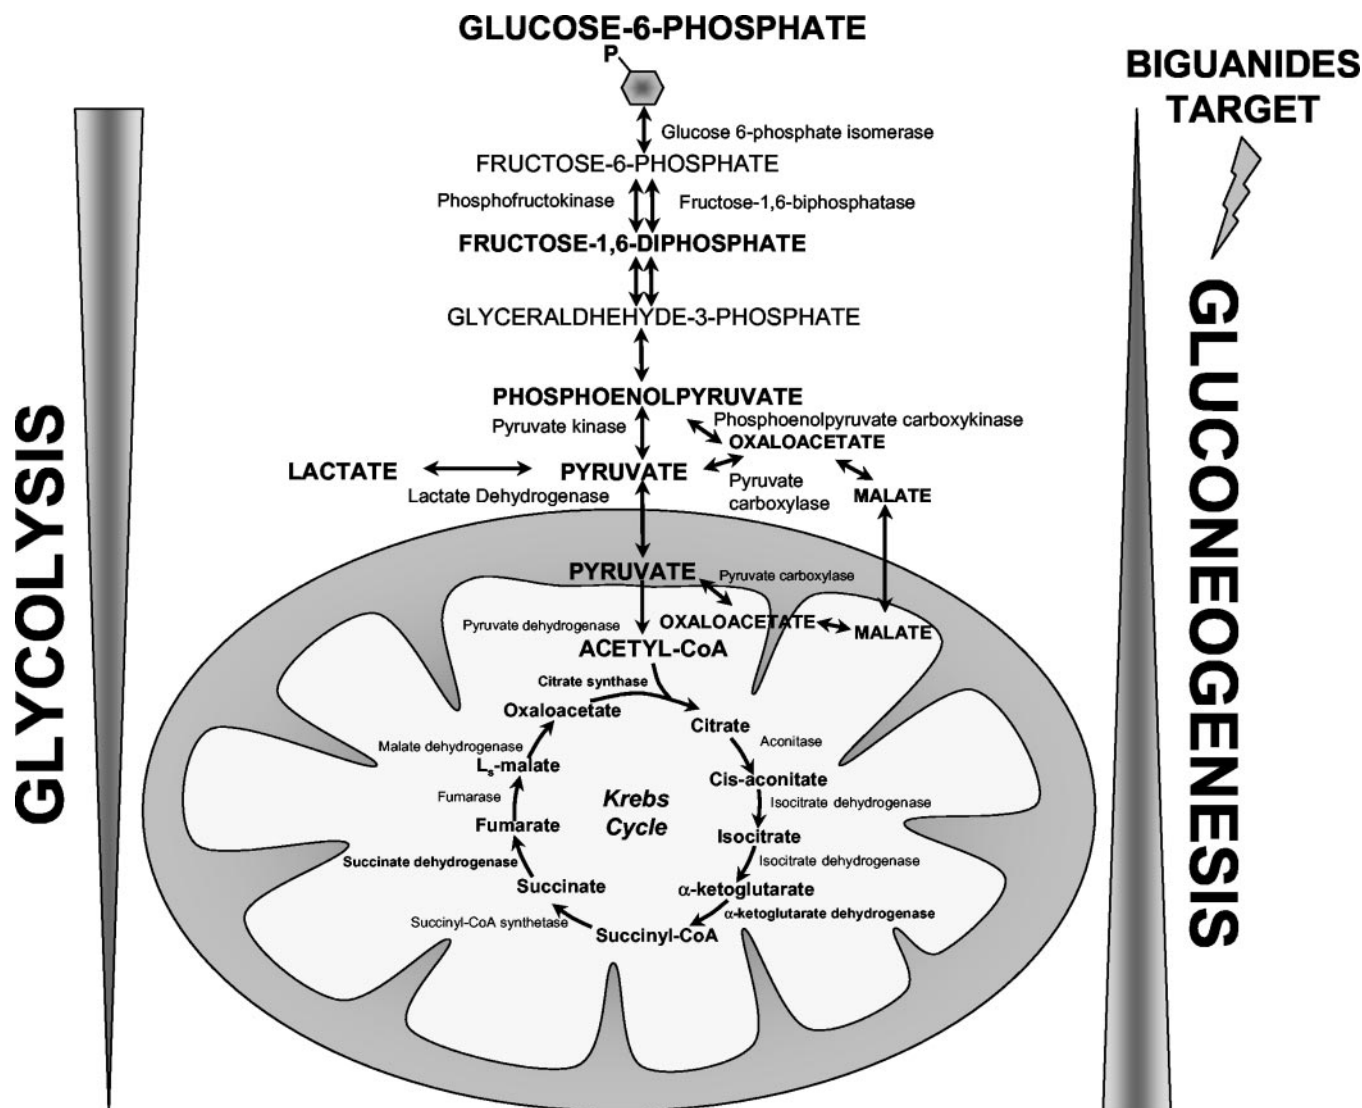 GLUCOSE-6-PHOSPHATE
P
BIGUANIDES
TARGET
Glucose 6-phosphate isomerase
FRUCTOSE-6-PHOSPHATE
Phosphofructokinase
Fructose-1,6-biphosphatase
FRUCTOSE-1,6-DIPHOSPHATE
GLYCERALDHEHYDE-3-PHOSPHATE
PHOSPHOENOLPYRUVATE
Phosphoenolpyruvate carboxykinase
Pyruvate kinase
OXALOACETATE
LACTATE
PYRUVATE
Lactate Dehydrogenase
Pyruvate
carboxylase
MALATE
GLYCOLYSIS
GLUCONEOGENESIS
PYRUVATE
Pyruvate carboxylase
Pyruvate dehydrogenase
OXALOACETATE
MALATE
ACETYL-CoA
Citrate synthase
Oxaloacetate
Citrate
Malate dehydrogenase
Aconitase
Ls-malate
Cis-aconitate
Fumarase
Krebs
Cycle
Isocitrate dehydrogenase
Fumarate
Isocitrate
Succinate dehydrogenase
Isocitrate dehydrogenase
Succinate
α-ketoglutarate
Succinyl-CoA synthetase
α-ketoglutarate dehydrogenase
Succinyl-CoA